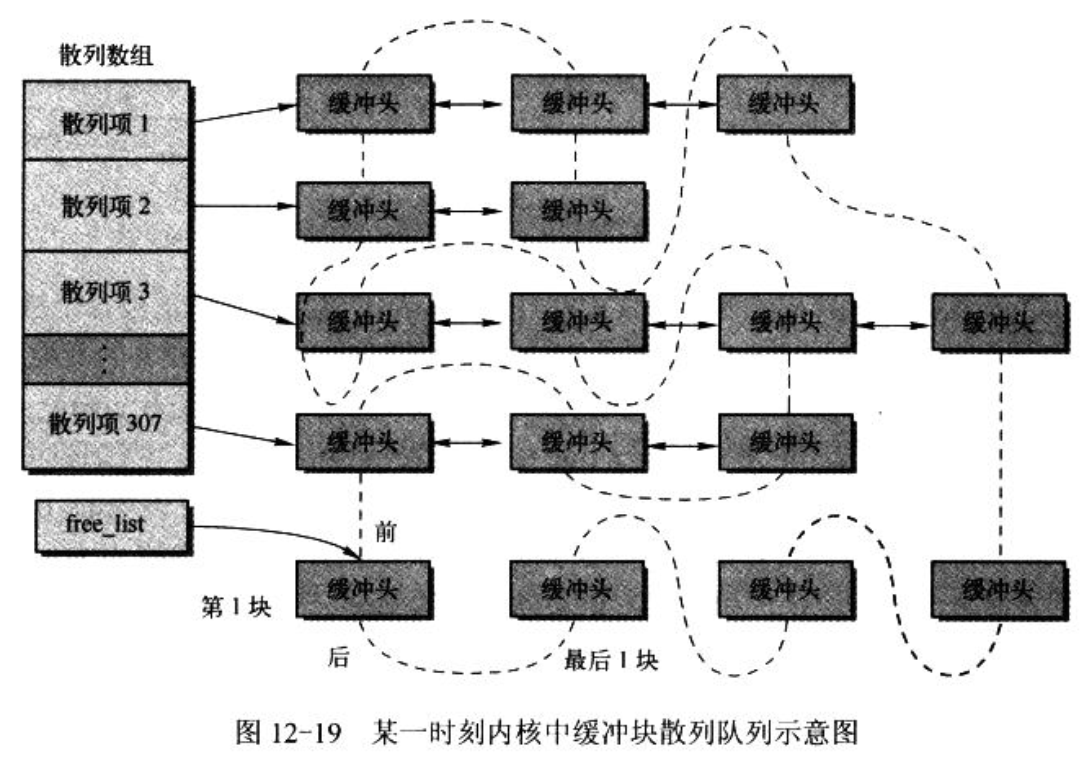 散列数组
散列项 1
缓冲头
缓冲头
缓冲头
散列项 2
缓冲头
缓冲头
散列项 3
缓冲头
缓冲头
缓冲头
缓冲头
⋮
散列项 307
缓冲头
缓冲头
缓冲头
free_list
前
第 1 块
缓冲头
缓冲头
缓冲头
缓冲头
后
最后 1 块
图 12-19 某一时刻内核中缓冲块散列队列示意图